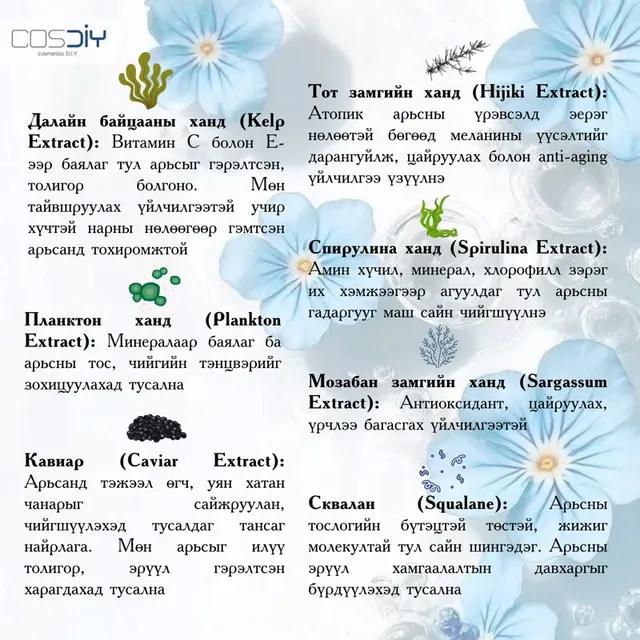 COSDIY
cosmetics D.I.Y
Далайн байцааны ханд (Kelp
Extract): Витамин С болон Е-
ээр баялаг тул арьсыг гэрэлтсэн,
толигор болгоно. Мөн
тайвшруулах үйлчилгээтэй учир
хүчтэй нарны нөлөөгөөр гэмтсэн
арьсанд тохиромжтой
Планктон ханд (Plankton
Extract): Минералаар баялаг ба
арьсны тос, чийгийн тэнцвэрийг
зохицуулахад тусална
Кавиар (Caviar Extract):
Арьсанд тэжээл өгч, уян хатан
чанарыг сайжруулан,
чийгшүүлэхэд тусалдаг тансаг
найрлага. Мөн арьсыг илүү
толигор, эрүүл гэрэлтсэн
харагдахад тусална
Тот замгийн ханд (Hijiki Extract):
Атопик арьсны үрэвсэлд эерэг
нөлөөтэй бөгөөд меланины үүсэлтийг
дарангуйлж, цайруулах болон anti-aging
үйлчилгээ үзүүлнэ
Спирулина ханд (Spirulina Extract):
Амин хүчил, минерал, хлорофилл зэрэг
их хэмжээгээр агуулдаг тул арьсны
гадаргууг маш сайн чийгшүүлнэ
Мозабан замгийн ханд (Sargassum
Extract): Антиоксидант, цайруулах,
үрчлээ багасгах үйлчилгээтэй
Сквалан (Squalane): Арьсны
тослогийн бүтэцтэй төстэй, жижиг
молекултай тул сайн шингэдэг. Арьсны
эрүүл хамгаалалтын давхаргыг
бүрдүүлэхэд тусална